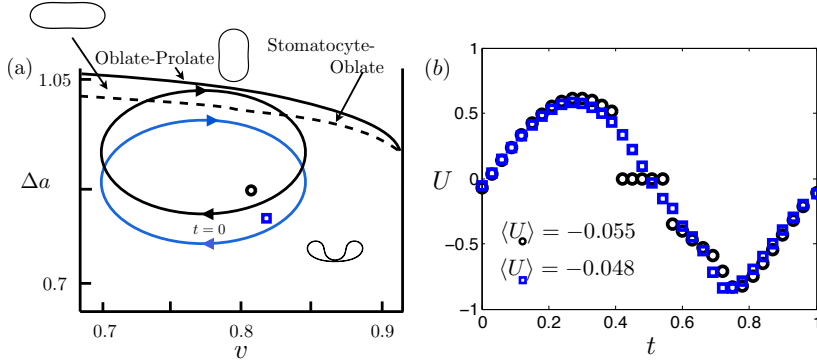 (a)
Oblate-Prolate
Stomatocyte-
Oblate
1.05
Δa
0.7
t=0
0.7
0.8
0.9
v
(b)
1
0.5
U
0
−0.5
−1
⟨U⟩ = −0.055
⟨U⟩ = −0.048
0
0.2
0.4
0.6
0.8
1
t